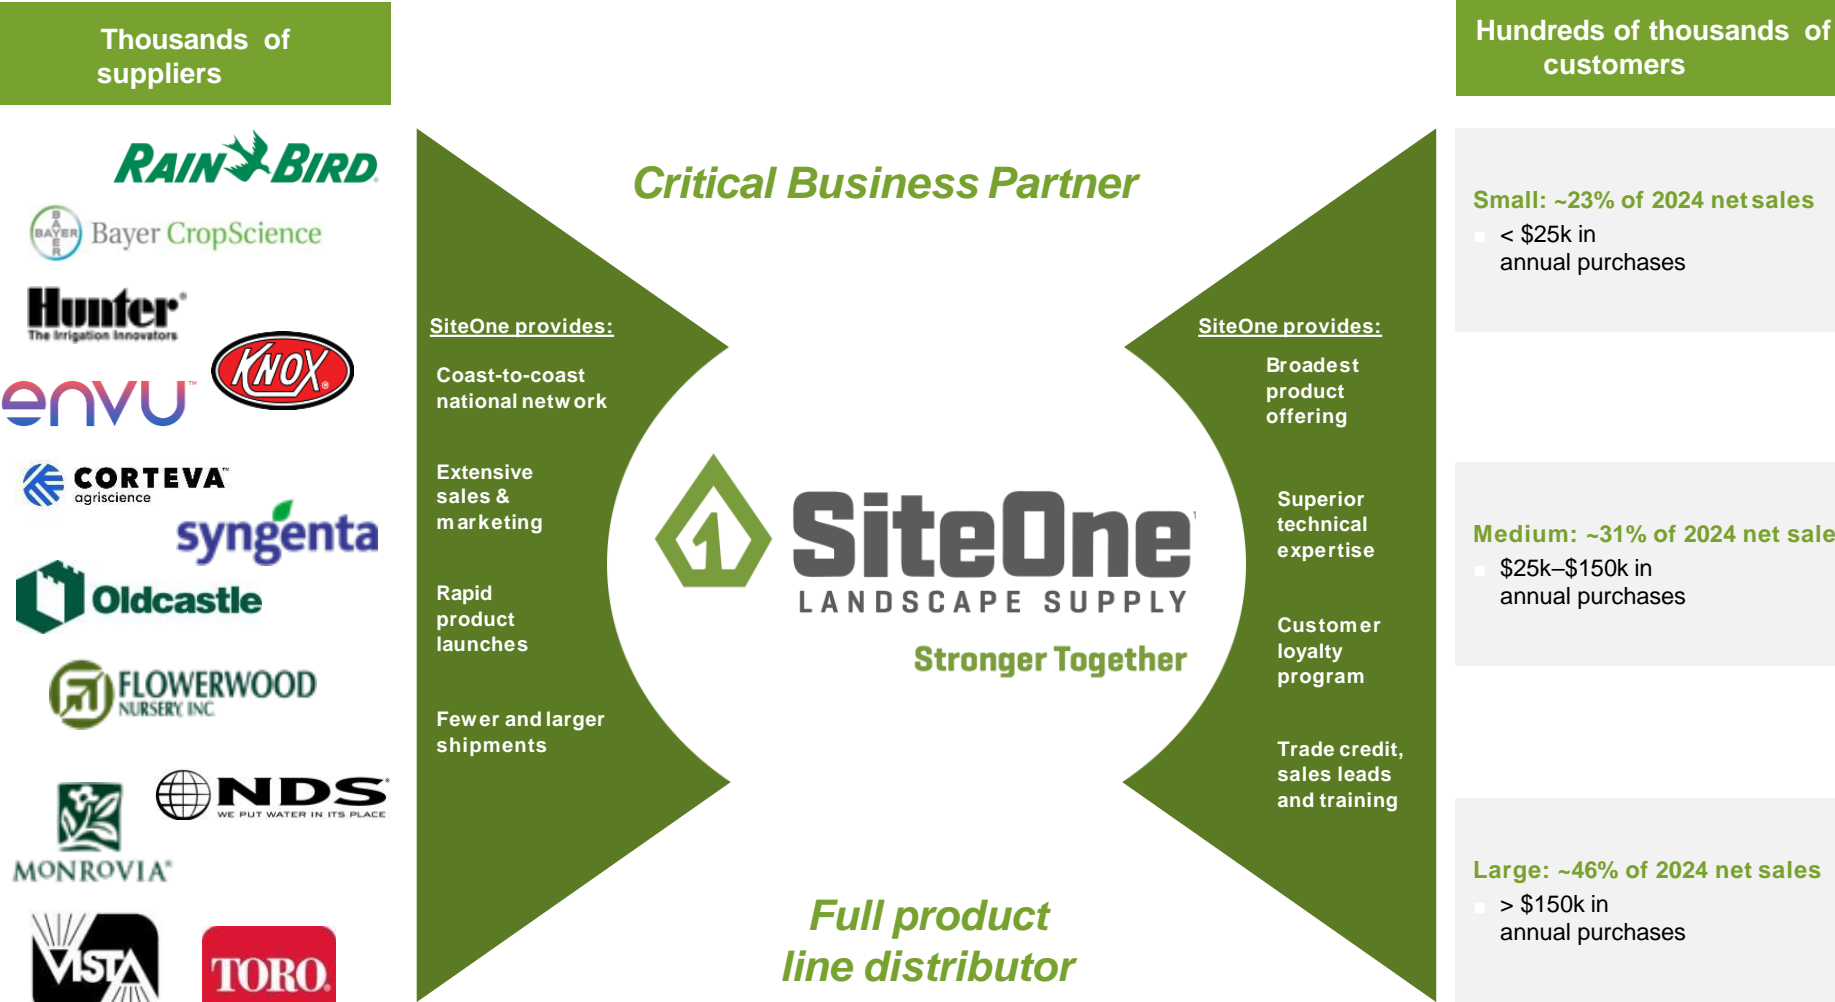 Thousands of
suppliers
RAIN BIRD
BAYER
BAYER
Bayer CropScience
Hunter®
The Irrigation Innovators
KNOX®
envu™
CORTEVA™
agriscience
syngenta
Oldcastle
FLOWERWOOD
NURSERY, INC
NDS®
WE PUT WATER IN ITS PLACE
MONROVIA®
VISTA
TORO.
Critical Business Partner
SiteOne provides:
Coast-to-coast
national network
Extensive
sales &
marketing
Rapid
product
launches
Fewer and larger
shipments
1
SiteOne
LANDSCAPE SUPPLY
Stronger Together
Full product
line distributor
SiteOne provides:
Broadest
product
offering
Superior
technical
expertise
Customer
loyalty
program
Trade credit,
sales leads
and training
Hundreds of thousands of
customers
Small: ~23% of 2024 net sales
< $25k in
annual purchases
Medium: ~31% of 2024 net sale
$25k–$150k in
annual purchases
Large: ~46% of 2024 net sales
> $150k in
annual purchases